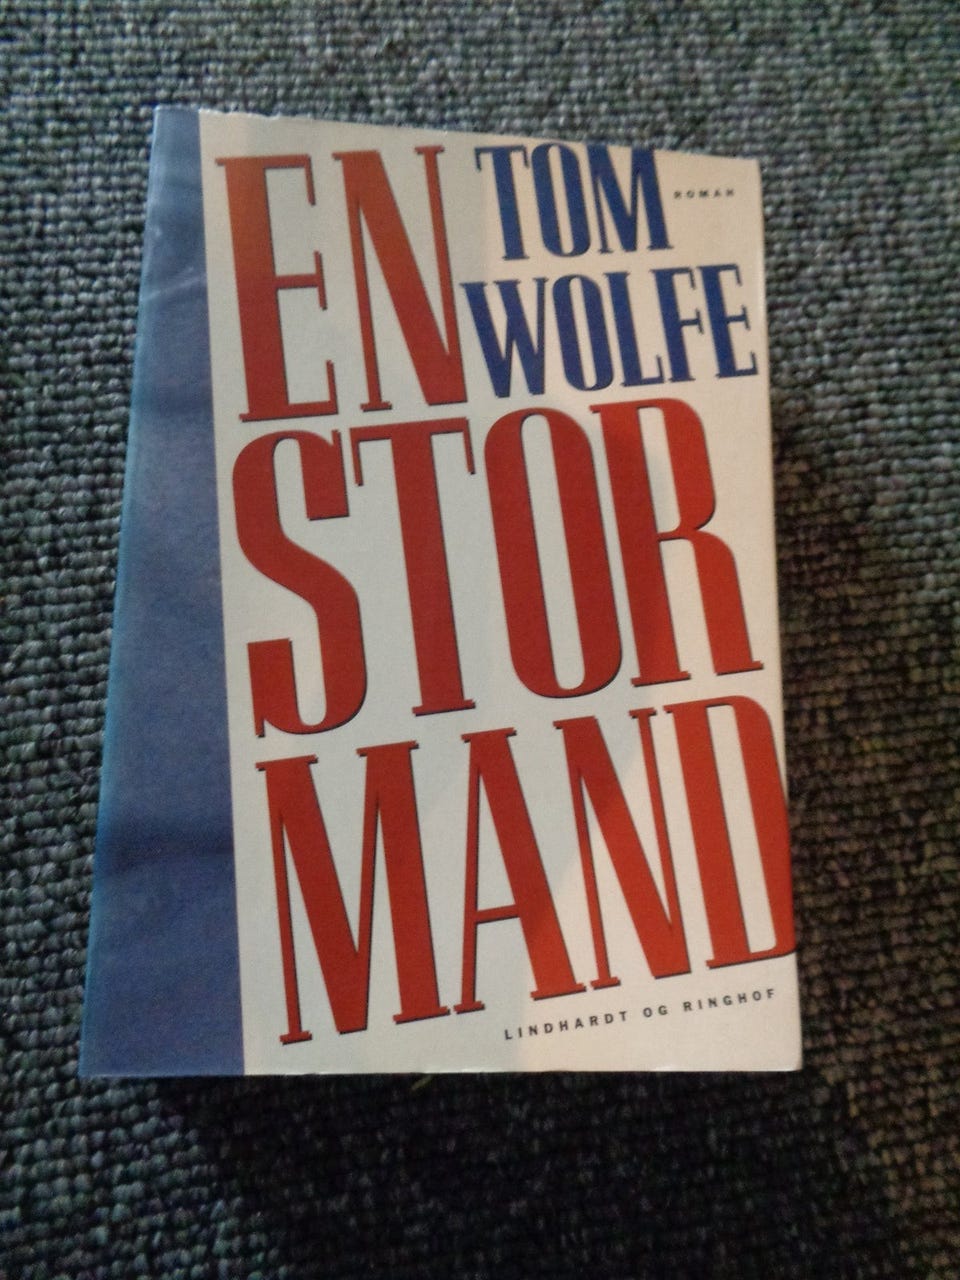 EN
TOM
ROMAN
WOLFE
STOR
MAND
LINDHARDT OG RINGHOF